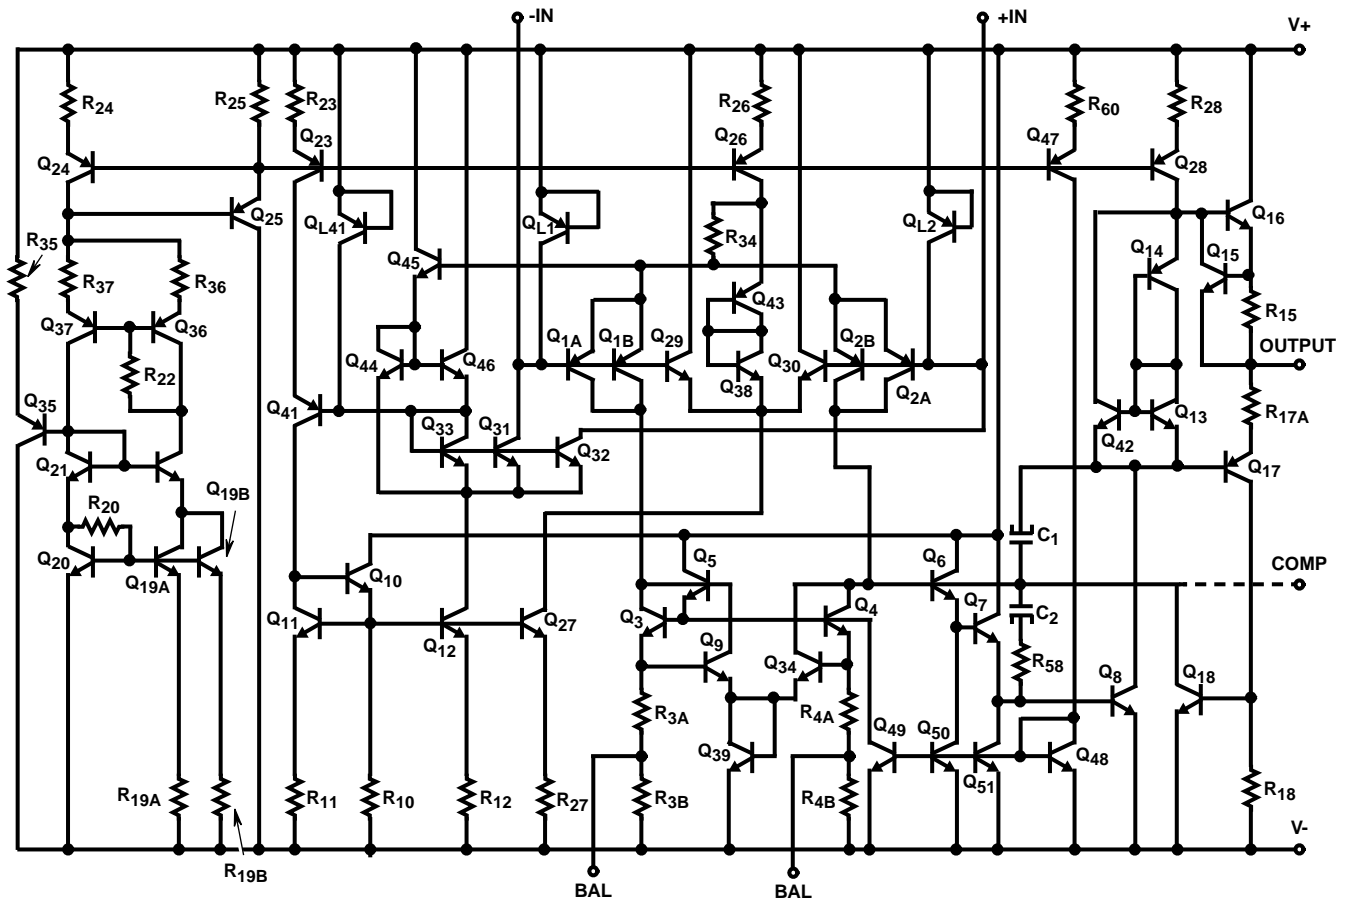 -IN
+IN
V+
R24
R25
R23
R26
R60
R28
Q23
Q26
Q47
Q24
Q28
Q25
QL41
QL1
QL2
Q16
R35
R34
Q14
Q15
Q45
R37
R36
Q43
R15
Q37
Q36
Q1A
Q1B
Q29
Q2B
OUTPUT
Q44
Q46
Q30
R22
Q38
Q2A
Q35
Q41
Q33
Q31
Q13
R17A
Q42
Q32
Q21
Q17
Q19B
R20
C1
Q5
Q6
Q20
Q19A
Q10
COMP
Q11
Q12
Q27
Q3
Q4
Q7
C2
Q9
Q34
R58
Q8
Q18
R3A
R4A
Q49
Q50
Q39
Q51
Q48
R19A
R11
R10
R12
R27
R3B
R4B
R18
V-
R19B
BAL
BAL